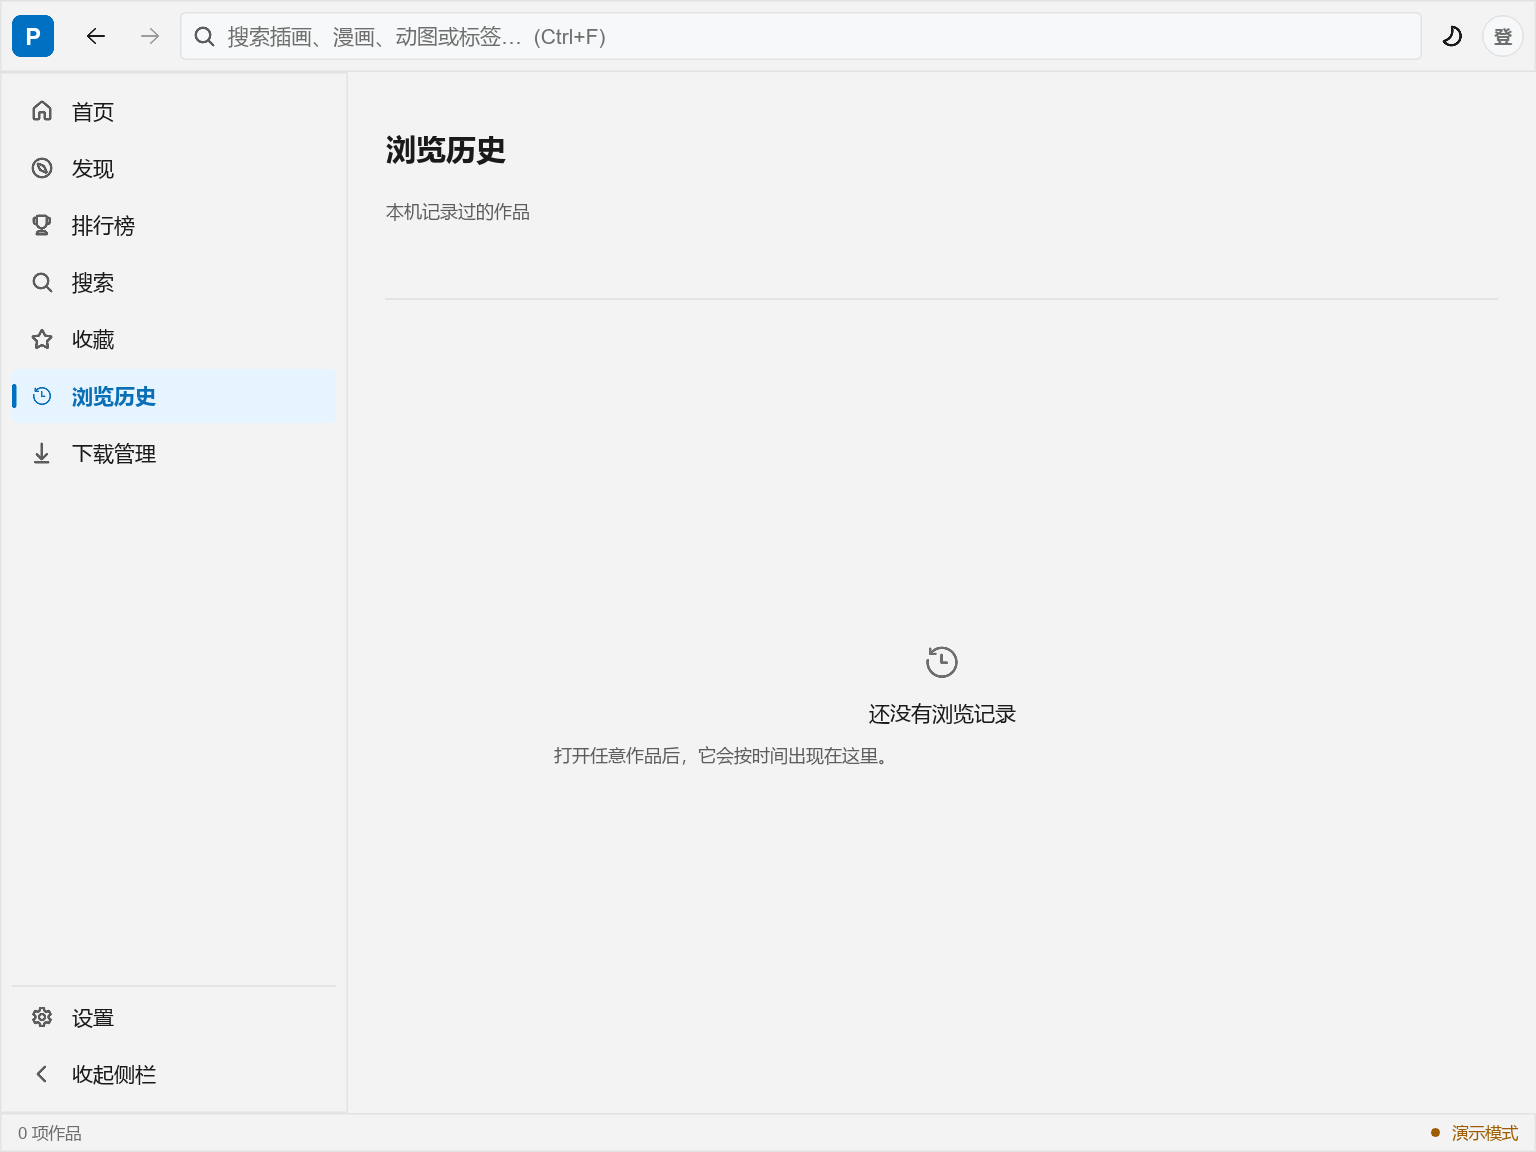 P
搜索插画、漫画、动图或标签… (Ctrl+F)
登
首页
发现
排行榜
搜索
收藏
浏览历史
下载管理
设置
收起侧栏
浏览历史
本机记录过的作品
还没有浏览记录
打开任意作品后，它会按时间出现在这里。
0 项作品
演示模式